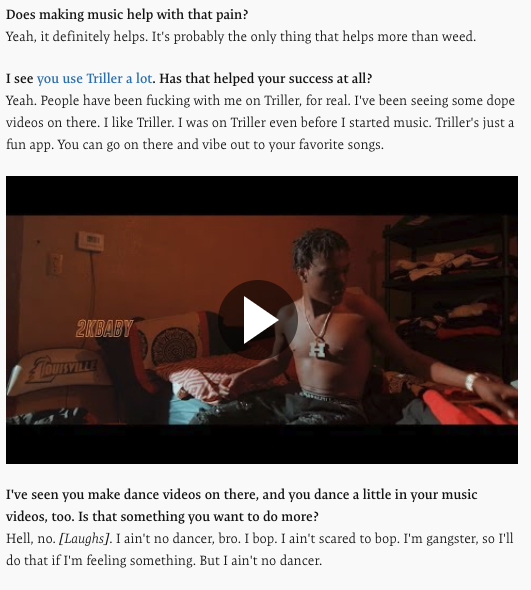 Does making music help with that pain?
Yeah, it definitely helps. It's probably the only thing that helps more than weed.
I see you use Triller a lot. Has that helped your success at all?
Yeah. People have been fucking with me on Triller, for real. I've been seeing some dope
videos on there. I like Triller. I was on Triller even before I started music. Triller's just a
fun app. You can go on there and vibe out to your favorite songs.
2KBABY
LOUISVILLE
H
I've seen you make dance videos on there, and you dance a little in your music
videos, too. Is that something you want to do more?
Hell, no. [Laughs]. I ain't no dancer, bro. I bop. I ain't scared to bop. I'm gangster, so I'll
do that if I'm feeling something. But I ain't no dancer.